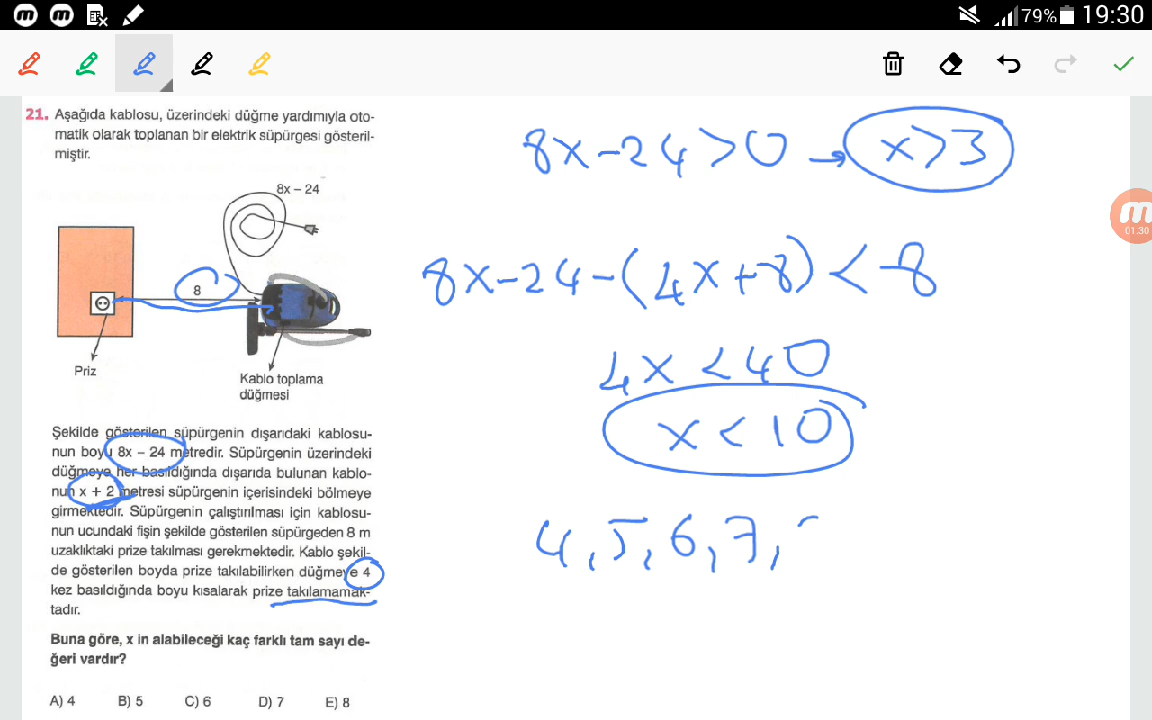 79% 19:30
01:30
21. Aşağıda kablosu, üzerindeki düğme yardımıyla oto-
matik olarak toplanan bir elektrik süpürgesi gösteril-
miştir.
8x – 24
8
Priz
Kablo toplama
düğmesi
Şekilde gösterilen süpürgenin dışarıdaki kablosu-
nun boyu 8x – 24 metredir. Süpürgenin üzerindeki
düğmeye her basıldığında dışarıda bulunan kablo-
nun x + 2 metresi süpürgenin içerisindeki bölmeye
girmektedir. Süpürgenin çalıştırılması için kablosu-
nun ucundaki fişin şekilde gösterilen süpürgeden 8 m
uzaklıktaki prize takılması gerekmektedir. Kablo şekil-
de gösterilen boyda prize takılabilirken düğmeye 4
kez basıldığında boyu kısalarak prize takılamamak-
tadır.
Buna göre, x in alabileceği kaç farklı tam sayı de-
ğeri vardır?
A) 4 B) 5 C) 6 D) 7 E) 8
8x-24>0 → x>3
8x-24-(4x+8)<8
4x<40
x<10
4,5,6,7,